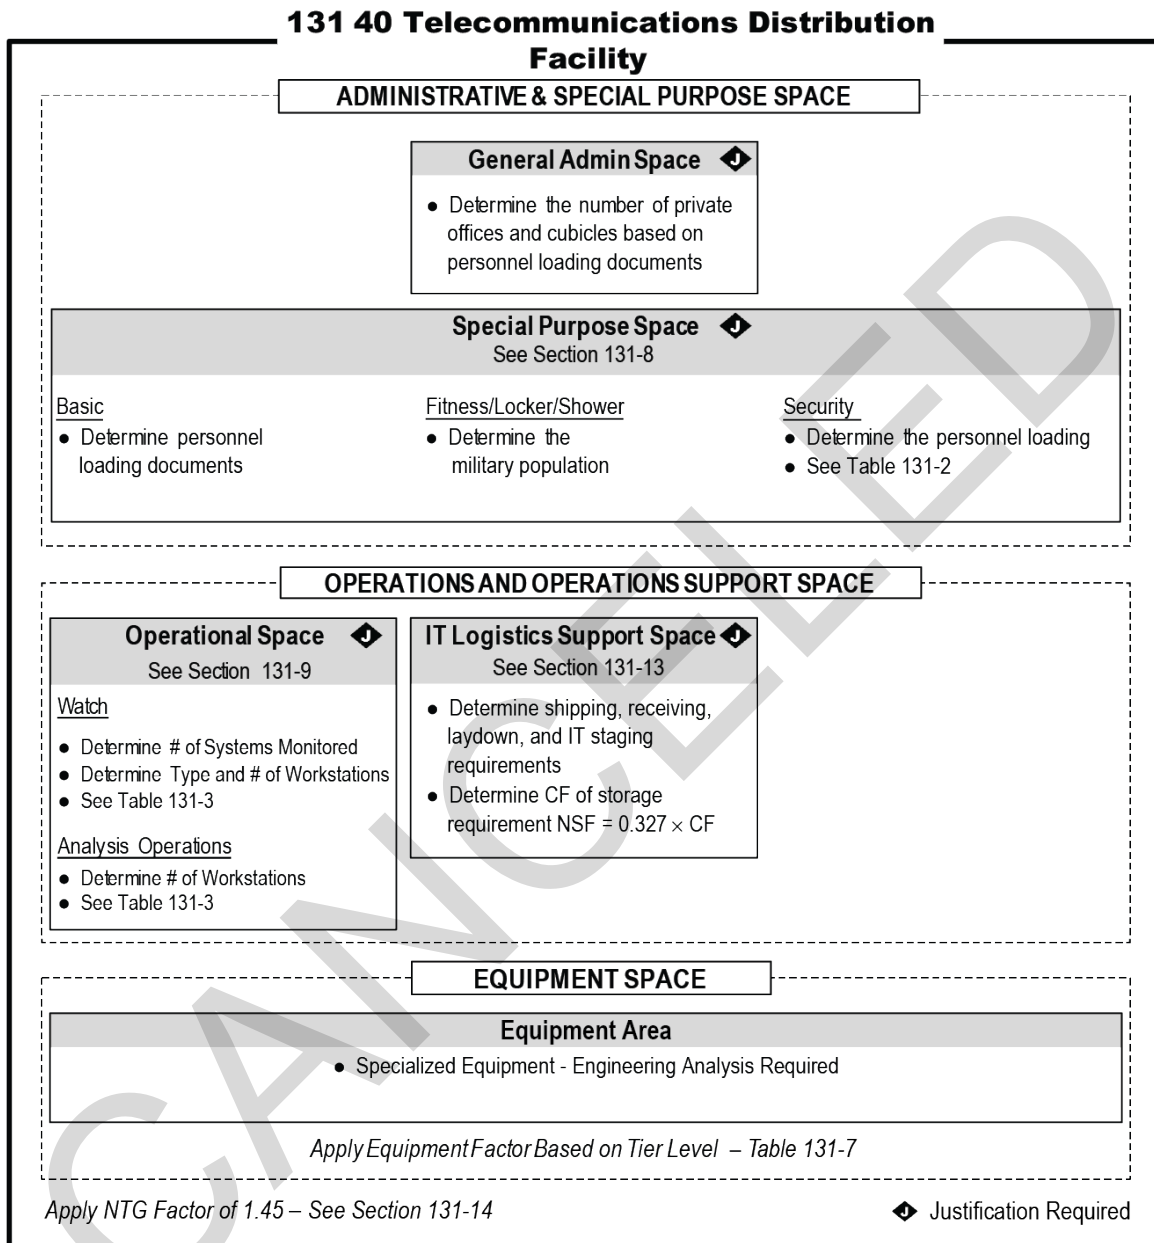 131 40 Telecommunications Distribution
Facility
ADMINISTRATIVE & SPECIAL PURPOSE SPACE
General Admin Space J
● Determine the number of private
offices and cubicles based on
personnel loading documents
Special Purpose Space J
See Section 131-8
Basic
● Determine personnel
loading documents
Fitness/Locker/Shower
● Determine the
military population
Security
● Determine the personnel loading
● See Table 131-2
OPERATIONS AND OPERATIONS SUPPORT SPACE
Operational Space J
See Section 131-9
Watch
● Determine # of Systems Monitored
● Determine Type and # of Workstations
● See Table 131-3
Analysis Operations
● Determine # of Workstations
● See Table 131-3
IT Logistics Support Space J
See Section 131-13
● Determine shipping, receiving,
laydown, and IT staging
requirements
● Determine CF of storage
requirement NSF = 0.327 × CF
EQUIPMENT SPACE
Equipment Area
● Specialized Equipment - Engineering Analysis Required
Apply Equipment Factor Based on Tier Level – Table 131-7
Apply NTG Factor of 1.45 – See Section 131-14
J Justification Required
CANCELED